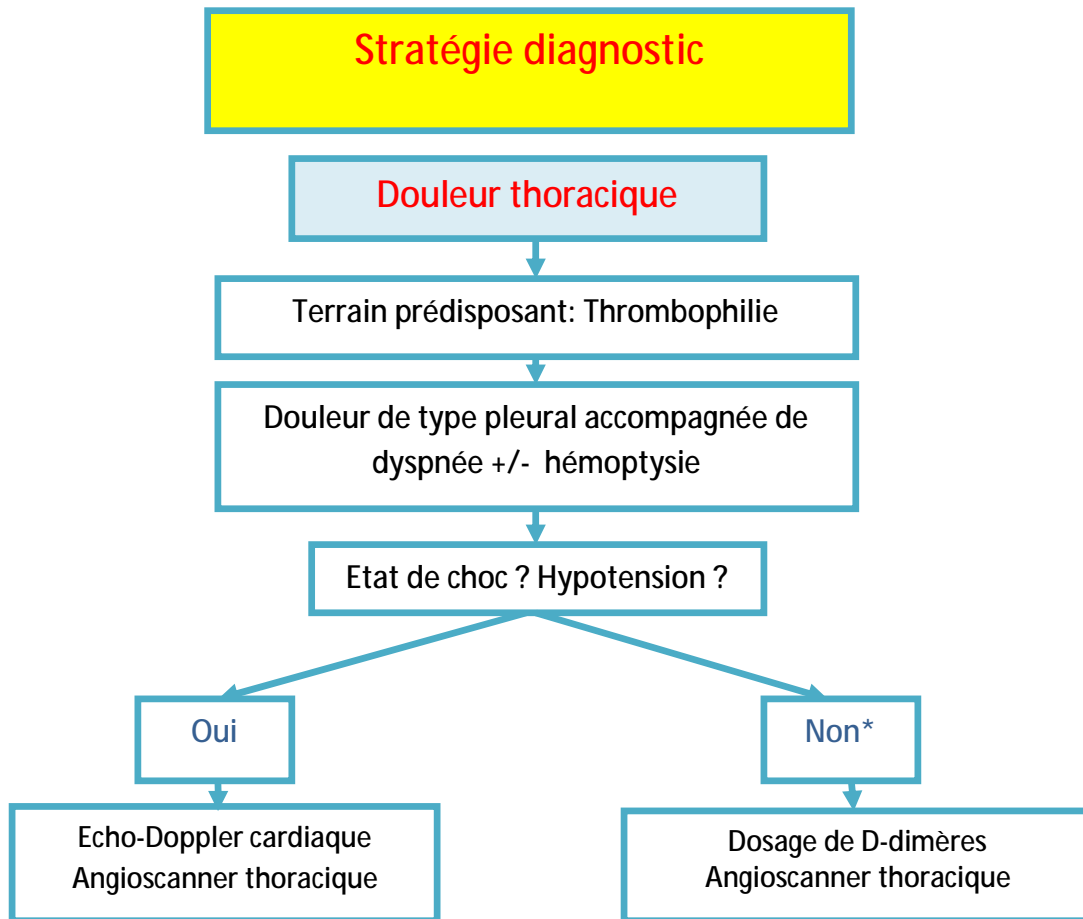 Stratégie diagnostic
Douleur thoracique
Terrain prédisposant: Thrombophilie
Douleur de type pleural accompagnée de
dyspnée +/- hémoptysie
Etat de choc ? Hypotension ?
Oui
Non*
Echo-Doppler cardiaque
Angioscanner thoracique
Dosage de D-dimères
Angioscanner thoracique